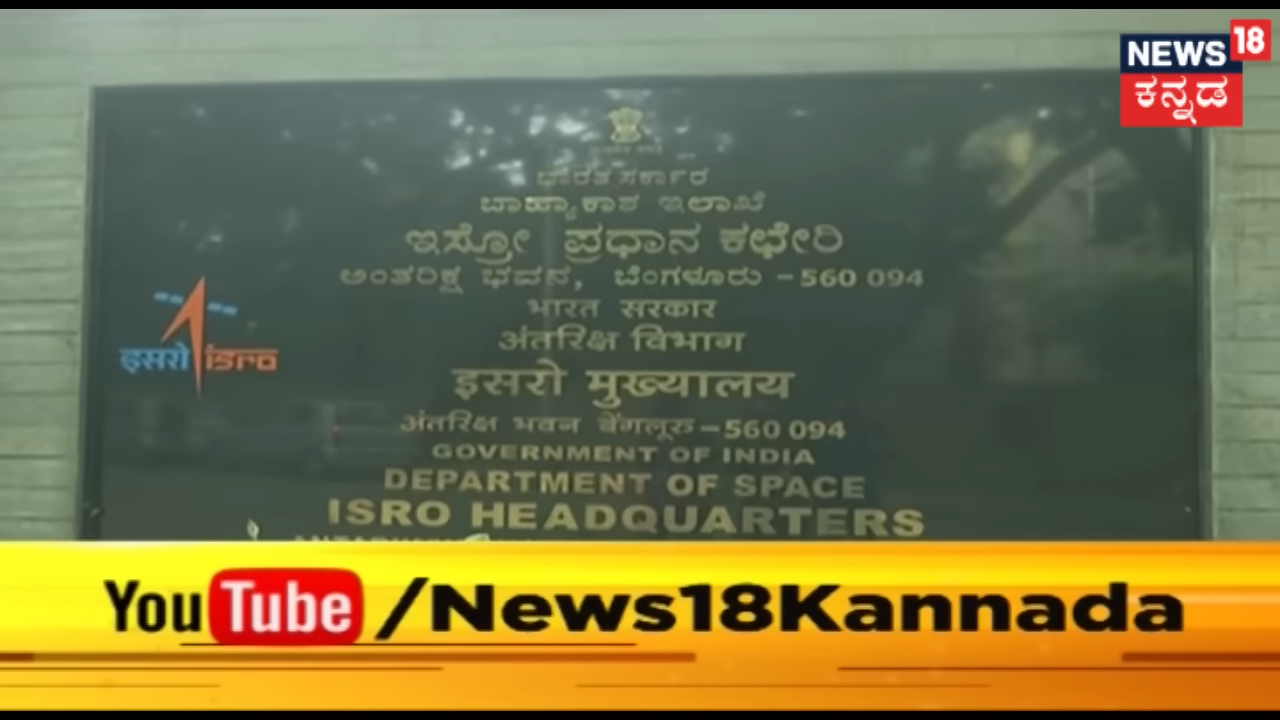 NEWS 18
ಕನ್ನಡ
ಭಾರತ ಸರ್ಕಾರ
ಬಾಹ್ಯಾಕಾಶ ಇಲಾಖೆ
ಇಸ್ರೋ ಪ್ರಧಾನ ಕಛೇರಿ
ಅಂತರಿಕ್ಷ ಭವನ, ಬೆಂಗಳೂರು - 560 094
भारत सरकार
अंतरिक्ष विभाग
इसरो isro
इसरो मुख्यालय
अंतरिक्ष भवन बेंगलूरु - 560 094
GOVERNMENT OF INDIA
DEPARTMENT OF SPACE
ISRO HEADQUARTERS
YouTube /News18Kannada